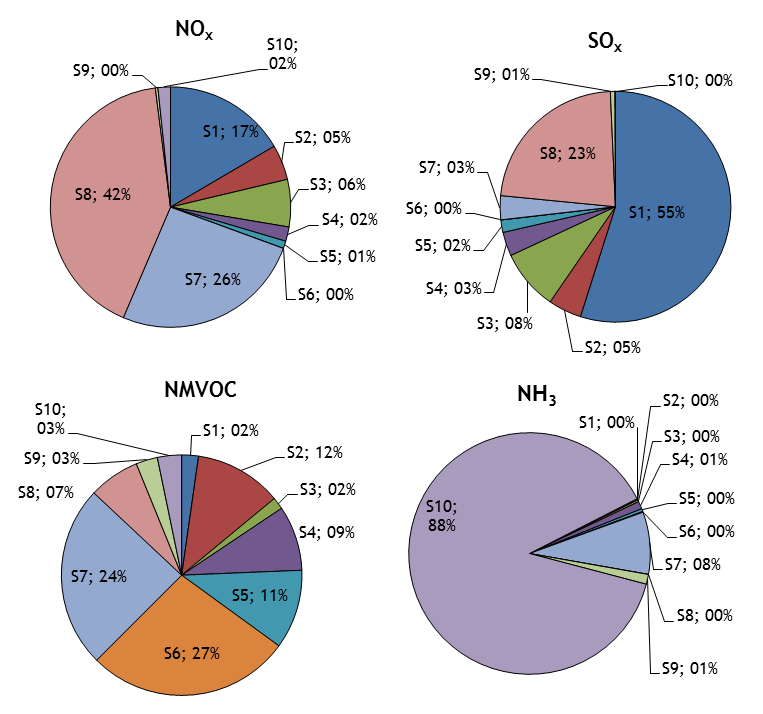 NOx
S10;
02%
S9; 00%
S1; 17%
S2; 05%
S3; 06%
S4; 02%
S5; 01%
S6; 00%
S7; 26%
S8; 42%
SOx
S9; 01%
S10; 00%
S8; 23%
S7; 03%
S6; 00%
S5; 02%
S4; 03%
S3; 08%
S2; 05%
S1; 55%
NMVOC
S10;
03%
S1; 02%
S9; 03%
S2; 12%
S8; 07%
S3; 02%
S4; 09%
S7; 24%
S5; 11%
S6; 27%
NH3
S2; 00%
S1; 00%
S3; 00%
S4; 01%
S5; 00%
S6; 00%
S7; 08%
S8; 00%
S9; 01%
S10;
88%